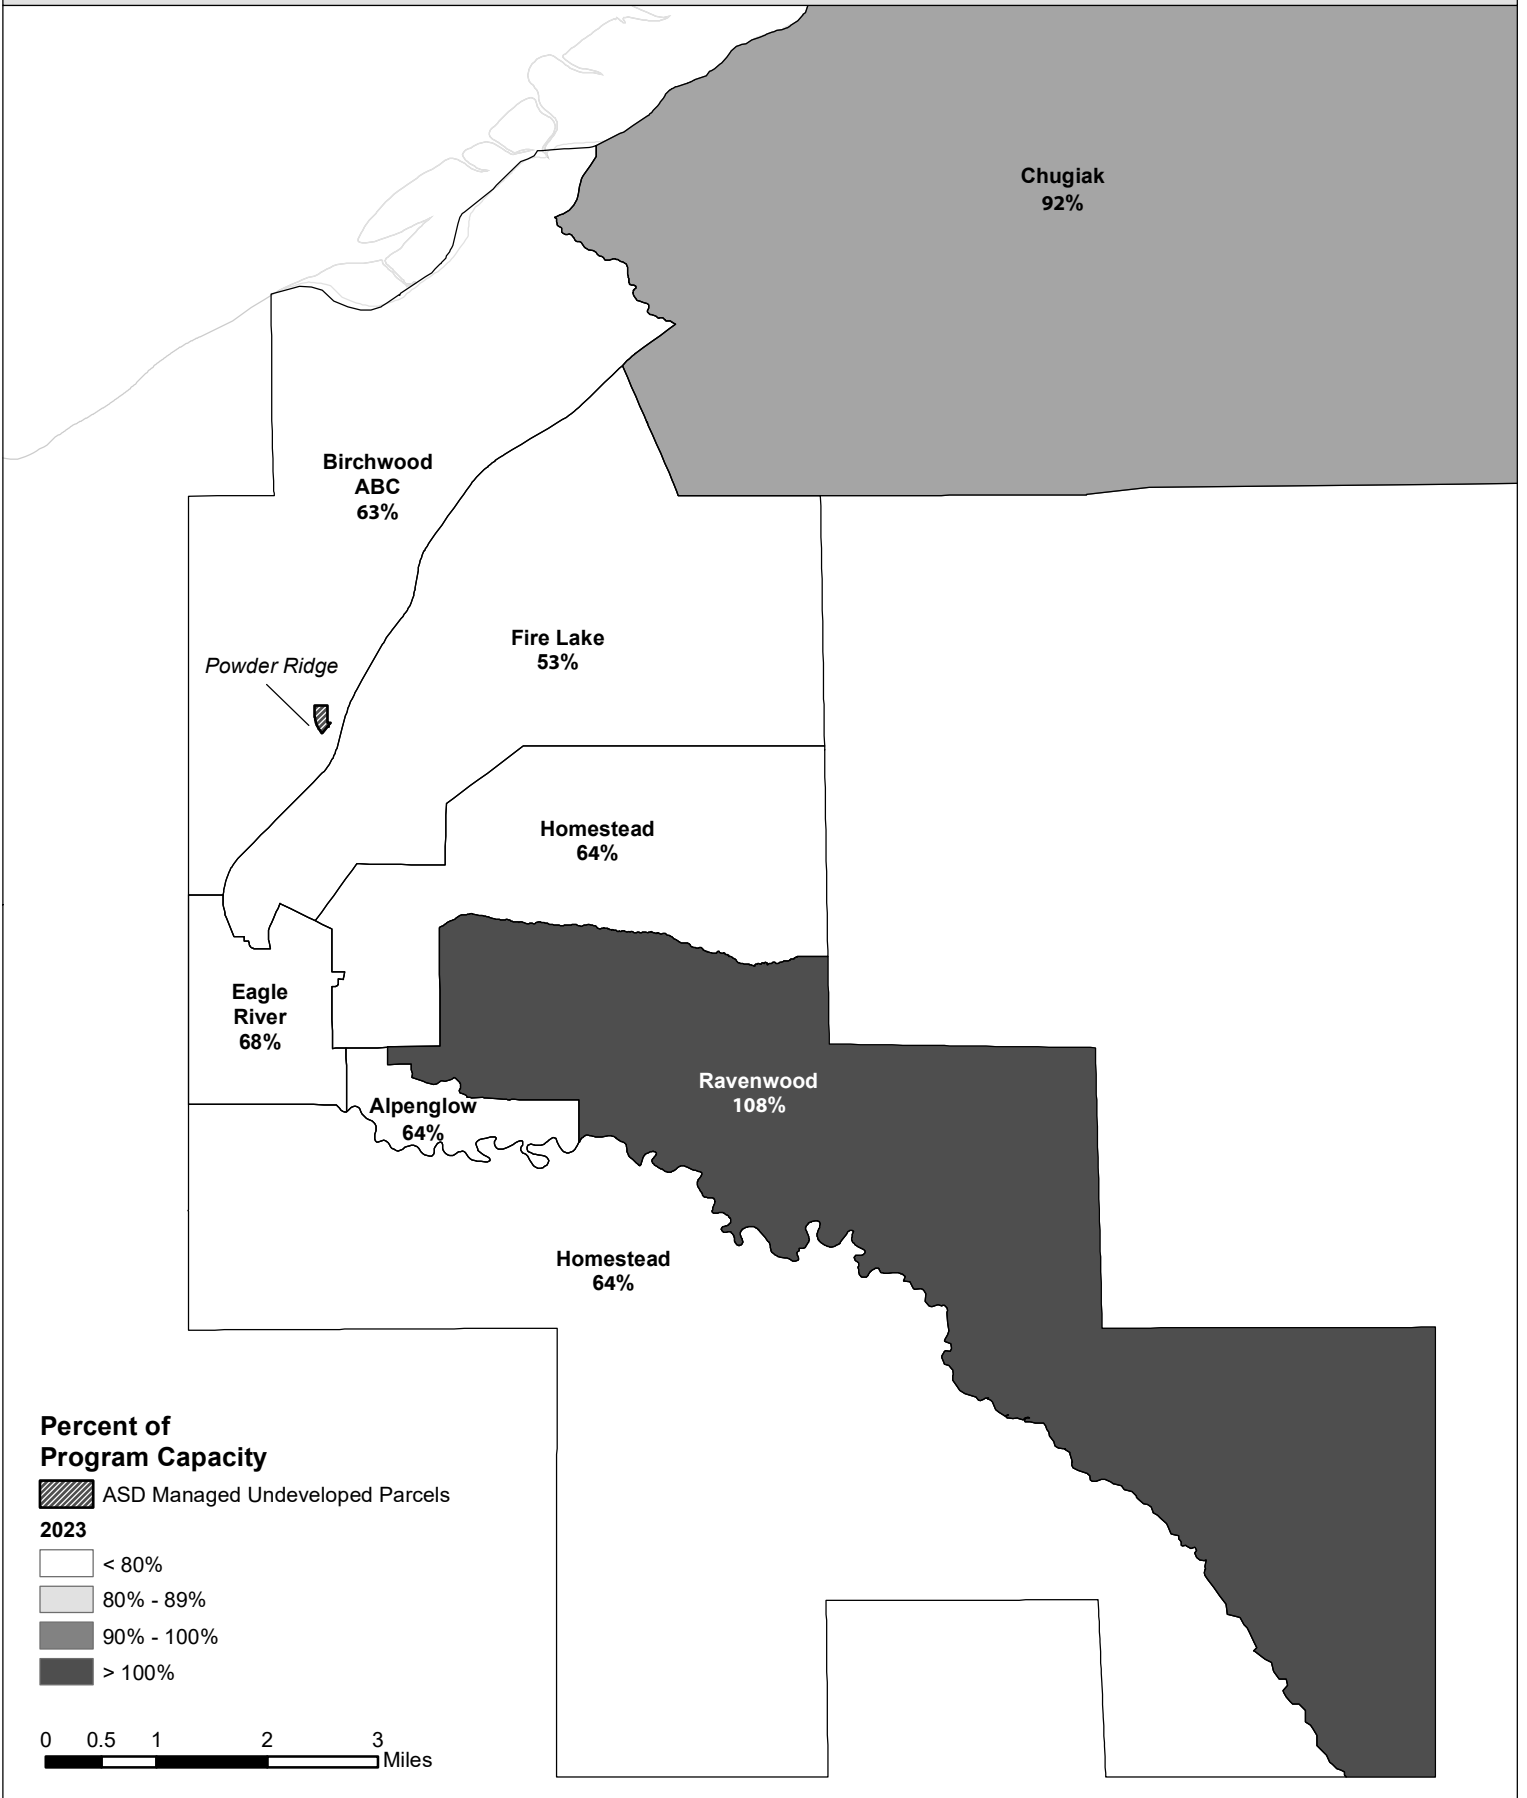 Chugiak
92%
Birchwood
ABC
63%
Fire Lake
53%
Powder Ridge
Homestead
64%
Eagle
River
68%
Ravenwood
108%
Alpenglow
64%
Homestead
64%
Percent of
Program Capacity
ASD Managed Undeveloped Parcels
2023
< 80%
80% - 89%
90% - 100%
> 100%
0 0.5 1 2 3
Miles